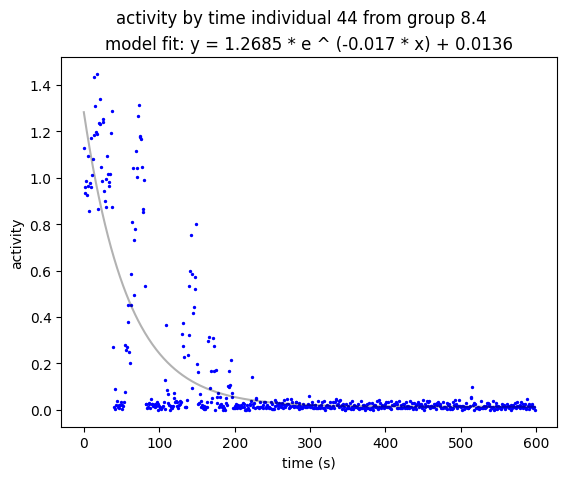 activity by time individual 44 from group 8.4
model fit: y = 1.2685 * e ^ (-0.017 * x) + 0.0136
1.4
1.2
1.0
0.8
0.6
0.4
0.2
0.0
activity
0 100 200 300 400 500 600
time (s)